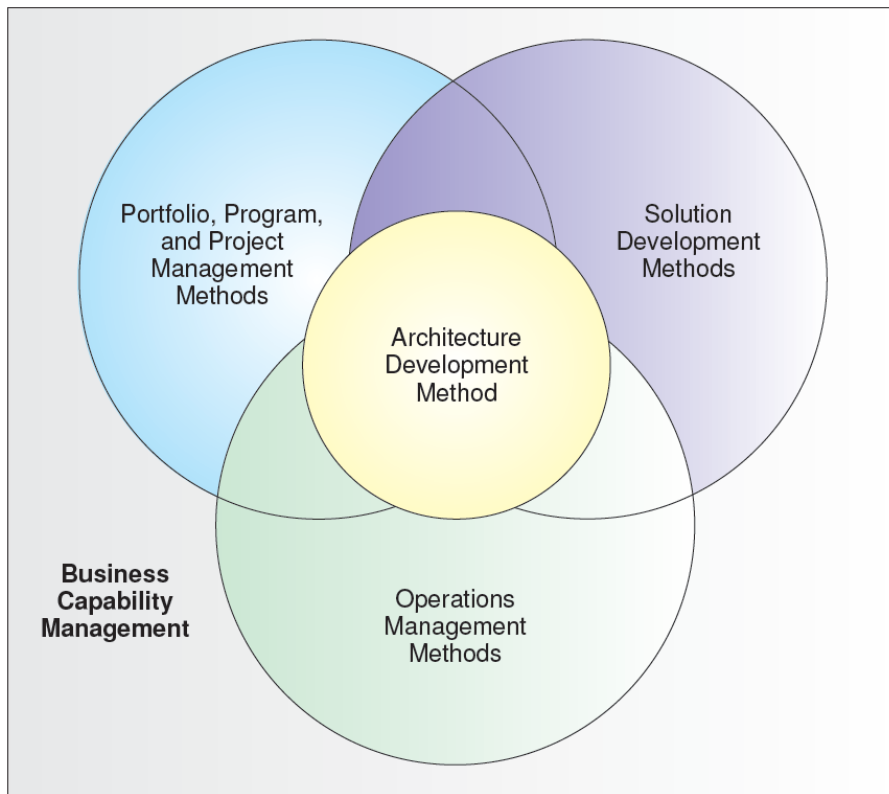 Portfolio, Program,
and Project
Management
Methods
Solution
Development
Methods
Architecture
Development
Method
Business
Capability
Management
Operations
Management
Methods